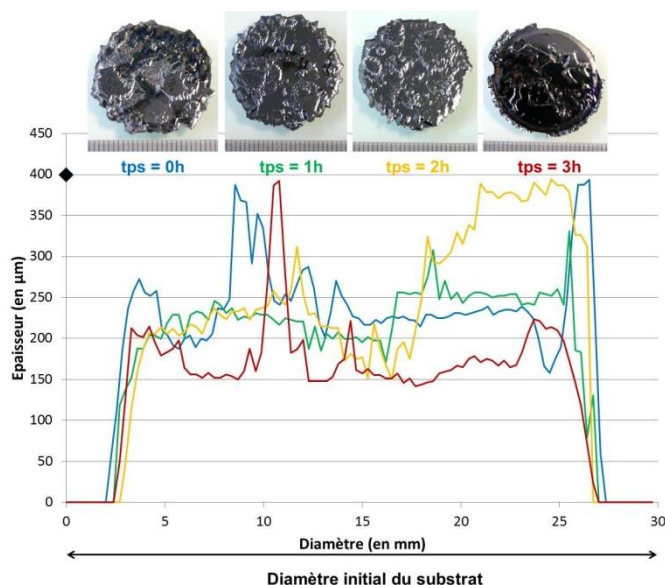 tps = 0h tps = 1h tps = 2h tps = 3h
Epaisseur (en µm)
450
400
350
300
250
200
150
100
50
0
0 5 10 15 20 25 30
Diamètre (en mm)
Diamètre initial du substrat